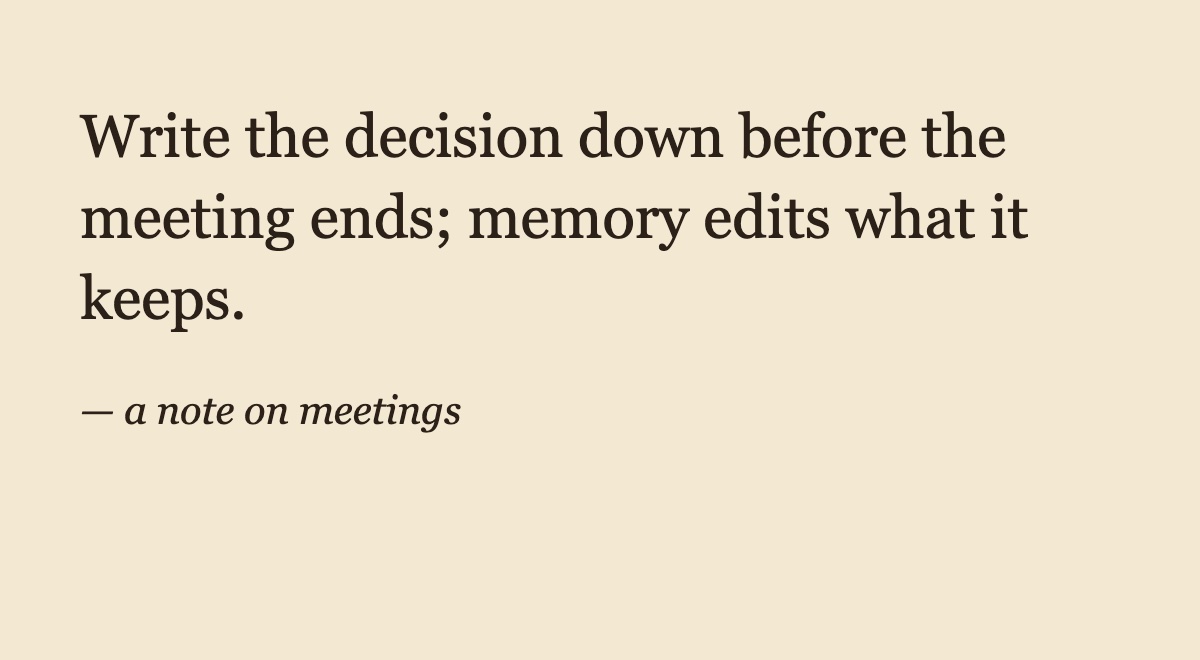 Write the decision down before the
meeting ends; memory edits what it
keeps.
— a note on meetings